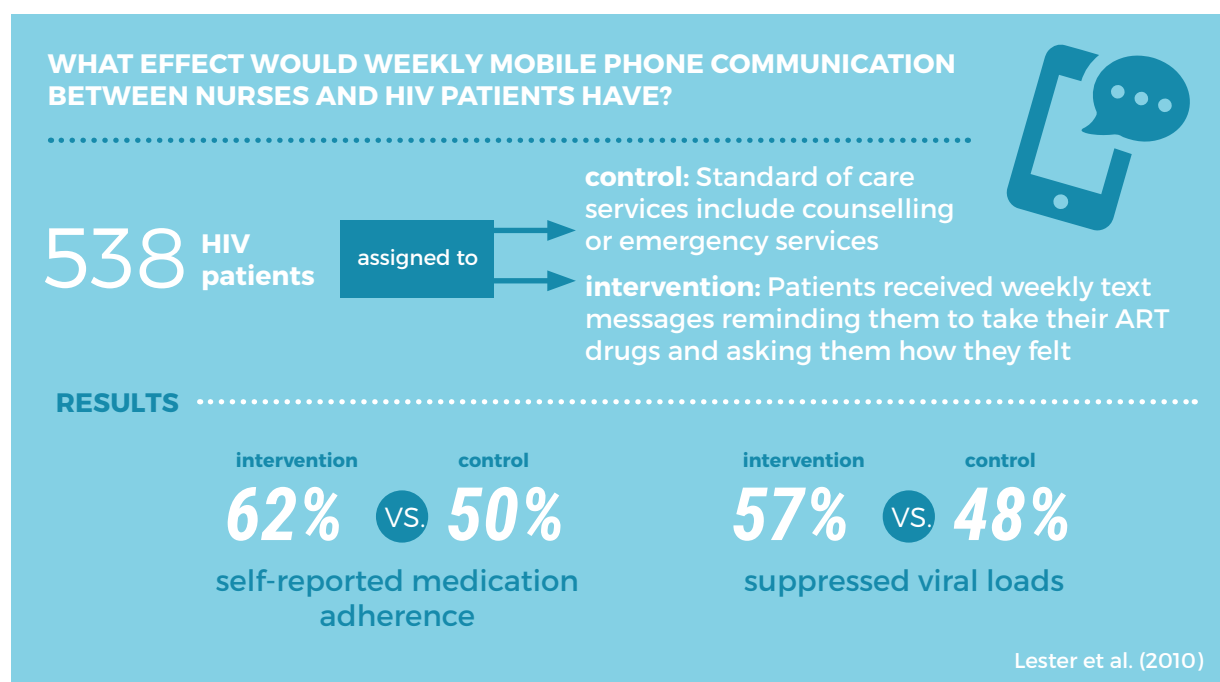 WHAT EFFECT WOULD WEEKLY MOBILE PHONE COMMUNICATION
BETWEEN NURSES AND HIV PATIENTS HAVE?
538 HIV
patients
assigned to
control: Standard of care
services include counselling
or emergency services
intervention: Patients received weekly text
messages reminding them to take their ART
drugs and asking them how they felt
RESULTS
intervention control
62% VS. 50%
self-reported medication
adherence
intervention control
57% VS. 48%
suppressed viral loads
Lester et al. (2010)